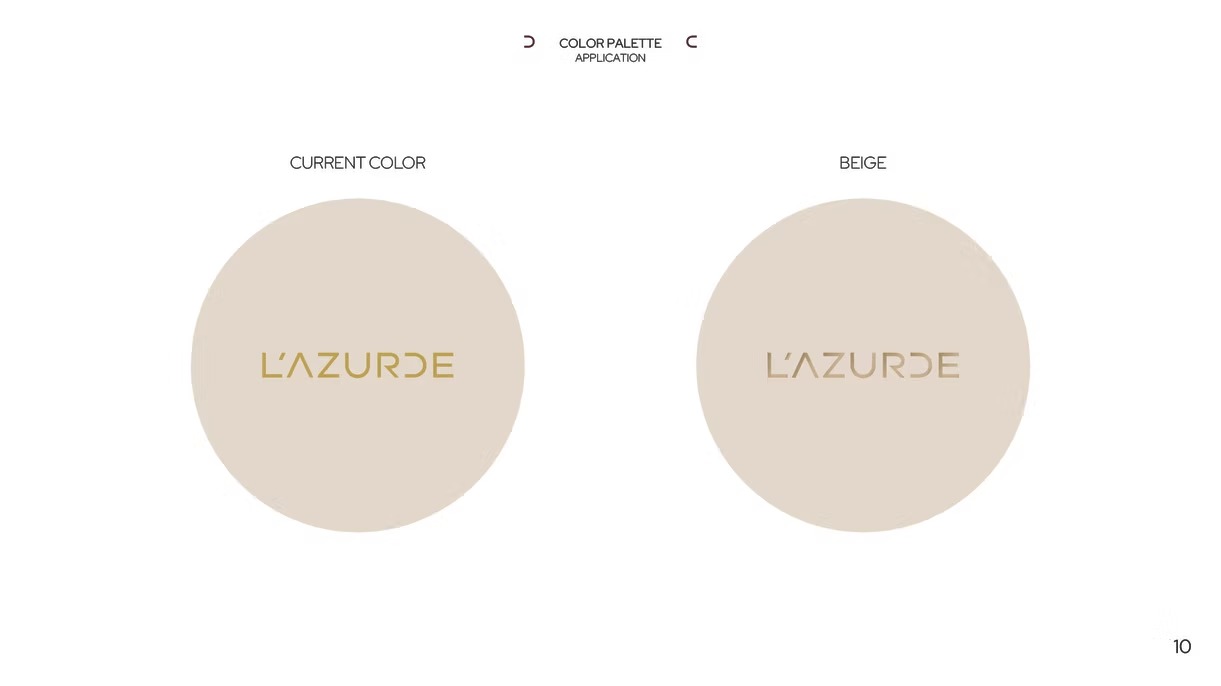 COLOR PALETTE
APPLICATION
CURRENT COLOR
BEIGE
L'AZURDE
L'AZURDE
10